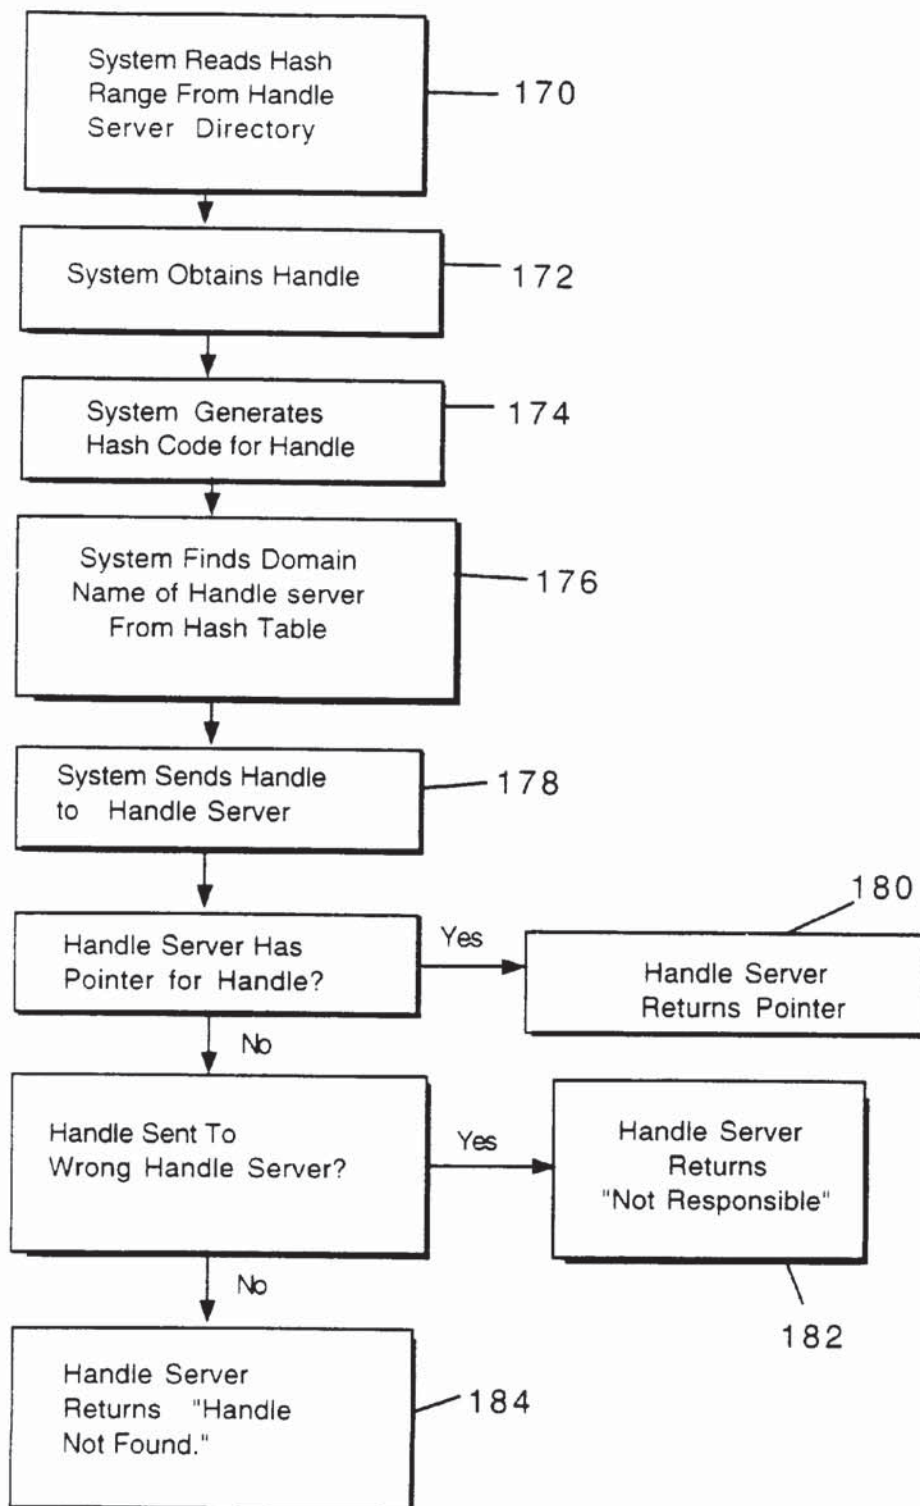 System Reads Hash
Range From Handle
Server Directory
170
System Obtains Handle
172
System Generates
Hash Code for Handle
174
System Finds Domain
Name of Handle server
From Hash Table
176
System Sends Handle
to Handle Server
178
Handle Server Has
Pointer for Handle?
Yes
180
Handle Server
Returns Pointer
No
Handle Sent To
Wrong Handle Server?
Yes
Handle Server
Returns
"Not Responsible"
182
No
Handle Server
Returns "Handle
Not Found."
184